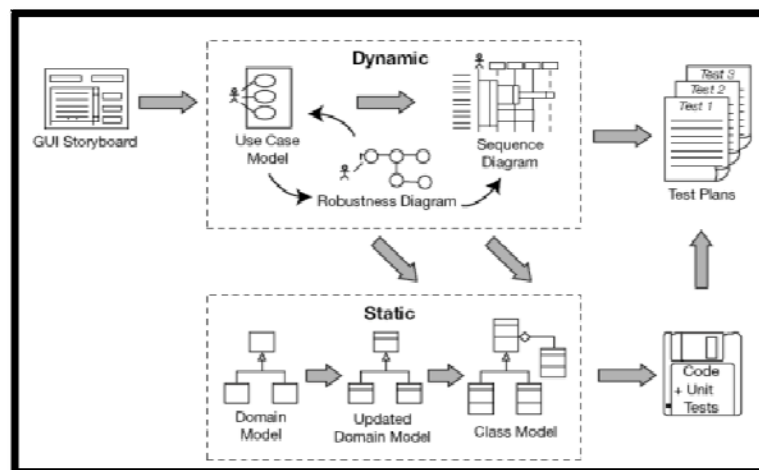 Dynamic
GUI Storyboard
Use Case
Model
Robustness Diagram
Sequence
Diagram
Test 3
Test 2
Test 1
Test Plans
Static
Domain
Model
Updated
Domain Model
Class Model
Code
+ Unit
Tests